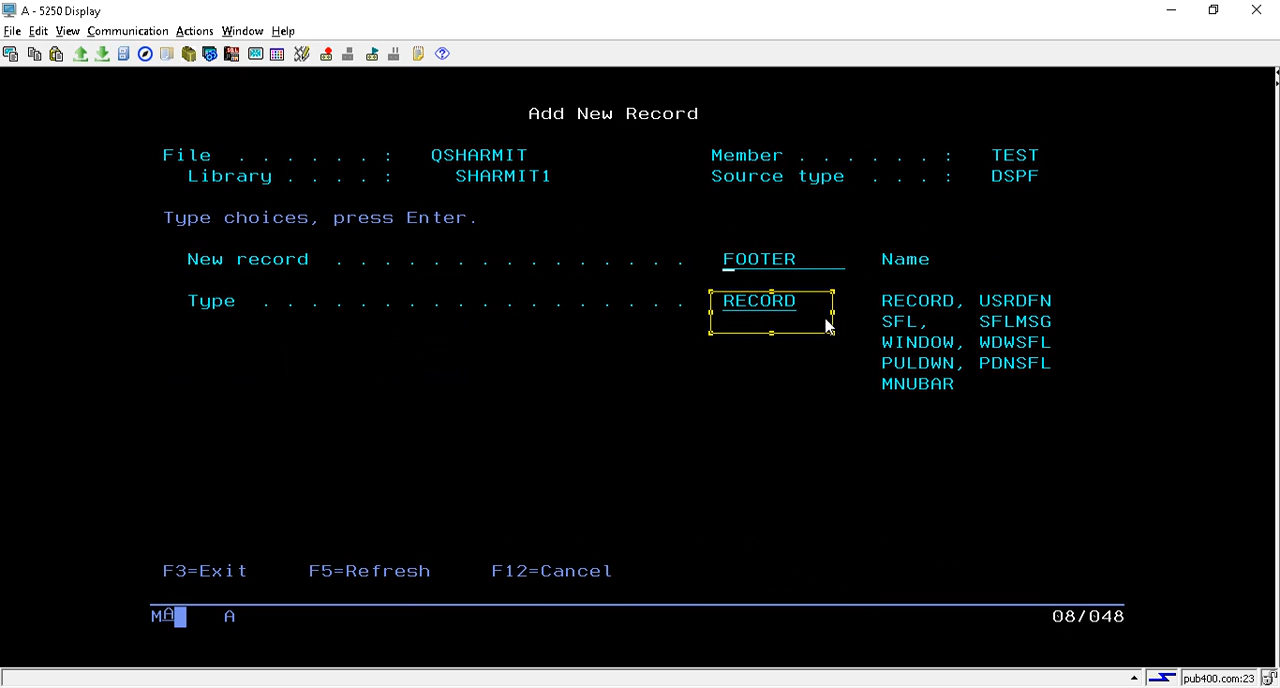 A - 5250 Display
File Edit View Communication Actions Window Help
Add New Record
File . . . . . . : QSHARMIT Member . . . . . . : TEST
Library . . . . : SHARMIT1 Source type . . . : DSPF
Type choices, press Enter.
New record . . . . . . . . . . . . . . . FOOTER Name
Type . . . . . . . . . . . . . . . . . . RECORD RECORD, USRDFN
SFL, SFLMSG
WINDOW, WDWSFL
PULDWN, PDNSFL
MNUBAR
F3=Exit F5=Refresh F12=Cancel
MA A 08/048
pub400.com:23